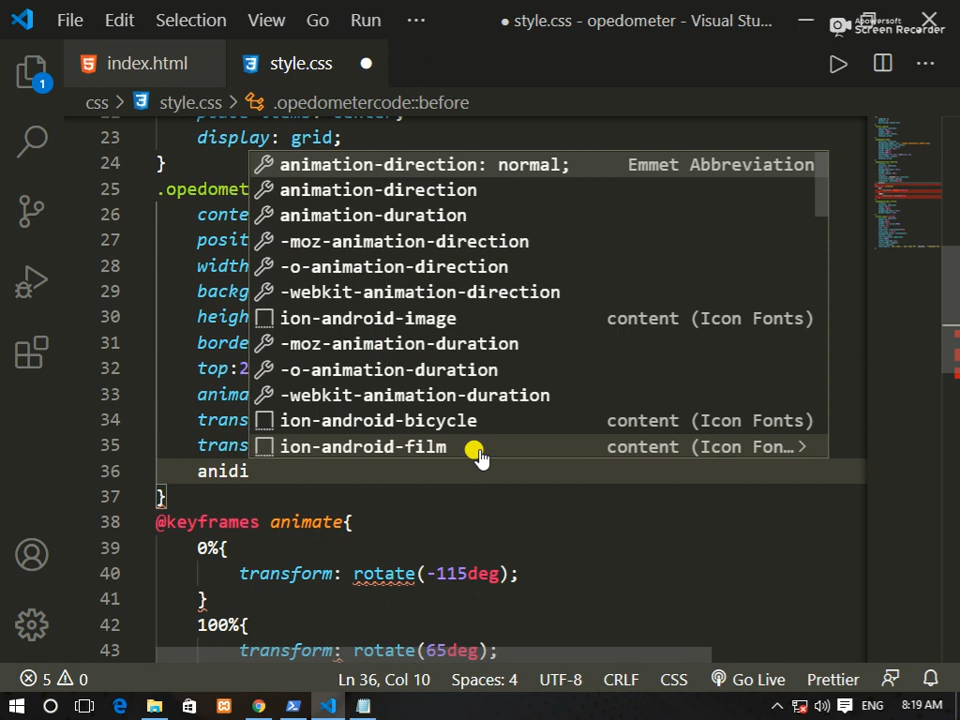 File Edit Selection View Go Run ··· ● style.css - opedometer - Visual Stu...
Apowersoft
Screen Recorder
index.html style.css
css > style.css > .opedometercode::before
23 display: grid;
24 }
25 .opedomet
26 conte
27 posit
28 width
29 backg
30 heigh
31 borde
32 top:2
33 anima
34 trans
35 trans
36 anidi
37 }
38 @keyframes animate{
39 0%{
40 transform: rotate(-115deg);
41 }
42 100%{
43 transform: rotate(65deg);
animation-direction: normal; Emmet Abbreviation
animation-direction
animation-duration
-moz-animation-direction
-o-animation-direction
-webkit-animation-direction
ion-android-image content (Icon Fonts)
-moz-animation-duration
-o-animation-duration
-webkit-animation-duration
ion-android-bicycle content (Icon Fonts)
ion-android-film content (Icon Fon...>
1
5 0 Ln 36, Col 10 Spaces: 4 UTF-8 CRLF CSS Go Live Prettier
ENG 8:19 AM